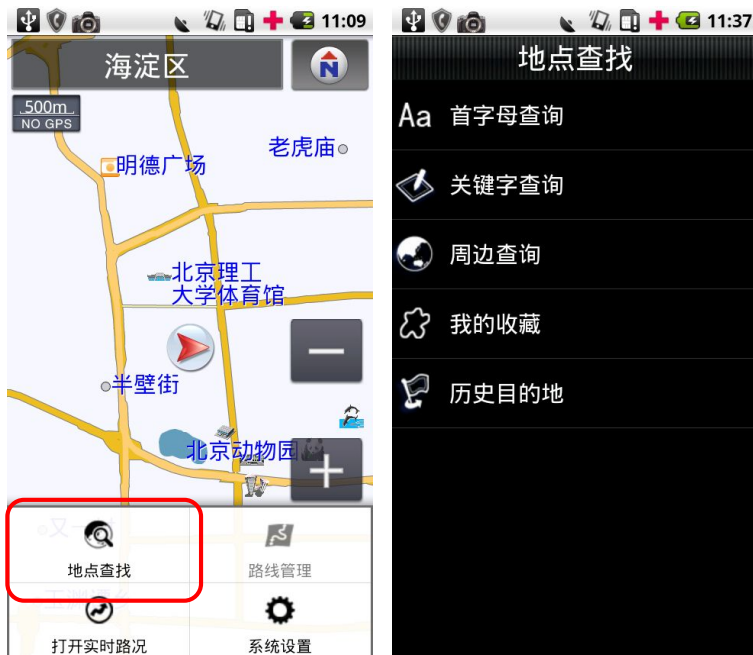 11:09
海淀区
N
500m
NO GPS
老虎庙
明德广场
北京理工
大学体育馆
半壁街
北京动物园
又一
地点查找
路线管理
打开实时路况
系统设置
11:37
地点查找
Aa 首字母查询
关键字查询
周边查询
我的收藏
历史目的地